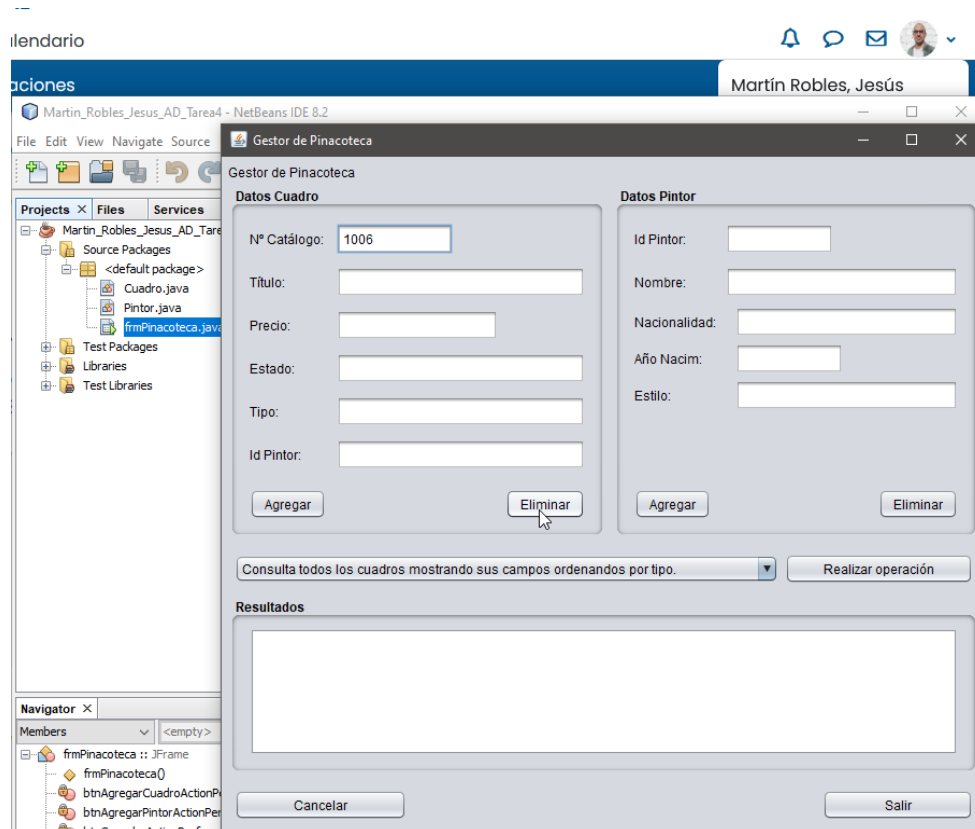 lendario
aciones
Martín Robles, Jesús
Martin_Robles_Jesus_AD_Tarea4 - NetBeans IDE 8.2
File Edit View Navigate Source
Gestor de Pinacoteca
Gestor de Pinacoteca
Projects Files Services
Martin_Robles_Jesus_AD_Tare
Source Packages
<default package>
Cuadro.java
Pintor.java
frmPinacoteca.java
Test Packages
Libraries
Test Libraries
Datos Cuadro
Nº Catálogo: 1006
Título:
Precio:
Estado:
Tipo:
Id Pintor:
Agregar Eliminar
Datos Pintor
Id Pintor:
Nombre:
Nacionalidad:
Año Nacim:
Estilo:
Agregar Eliminar
Consulta todos los cuadros mostrando sus campos ordenandos por tipo. Realizar operación
Resultados
Navigator
Members <empty>
frmPinacoteca :: JFrame
frmPinacoteca()
btnAgregarCuadroActionP
btnAgregarPintorActionPer
Cancelar Salir